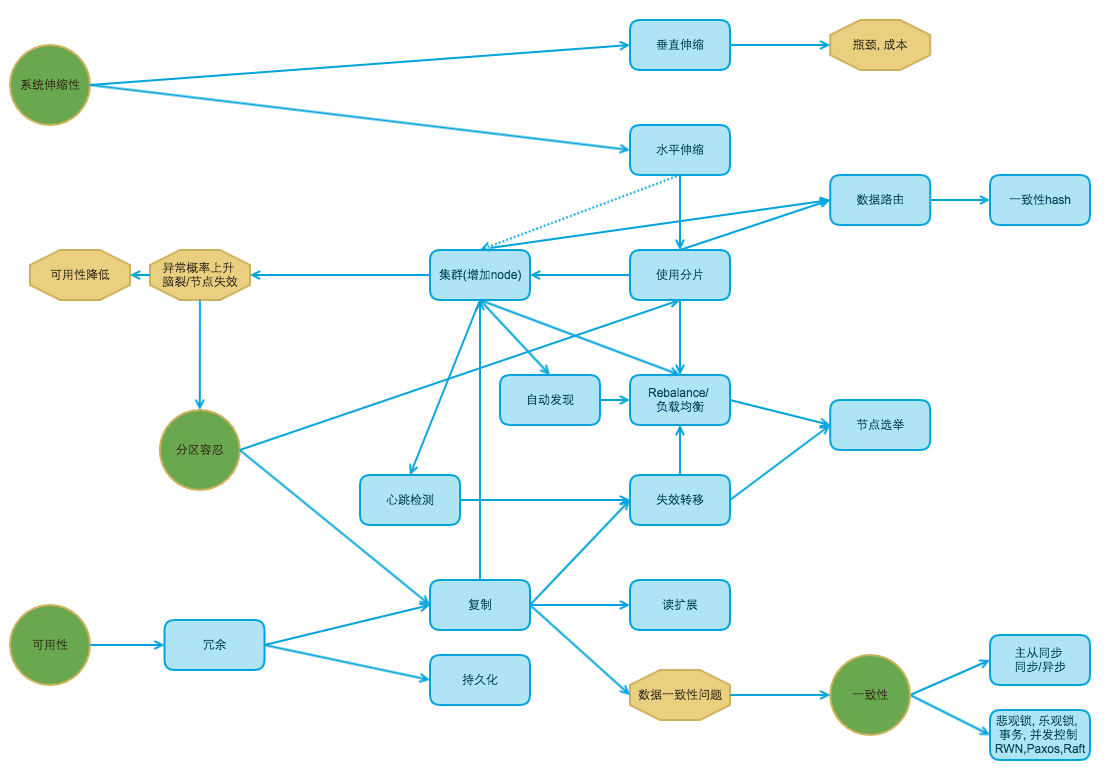 垂直伸缩
瓶颈, 成本
系统伸缩性
水平伸缩
数据路由
一致性hash
可用性降低
异常概率上升
脑裂/节点失效
集群(增加node)
使用分片
自动发现
Rebalance/
负载均衡
节点选举
分区容忍
心跳检测
失效转移
复制
读扩展
可用性
冗余
持久化
数据一致性问题
一致性
主从同步
同步/异步
悲观锁, 乐观锁,
事务, 并发控制
RWN,Paxos,Raft